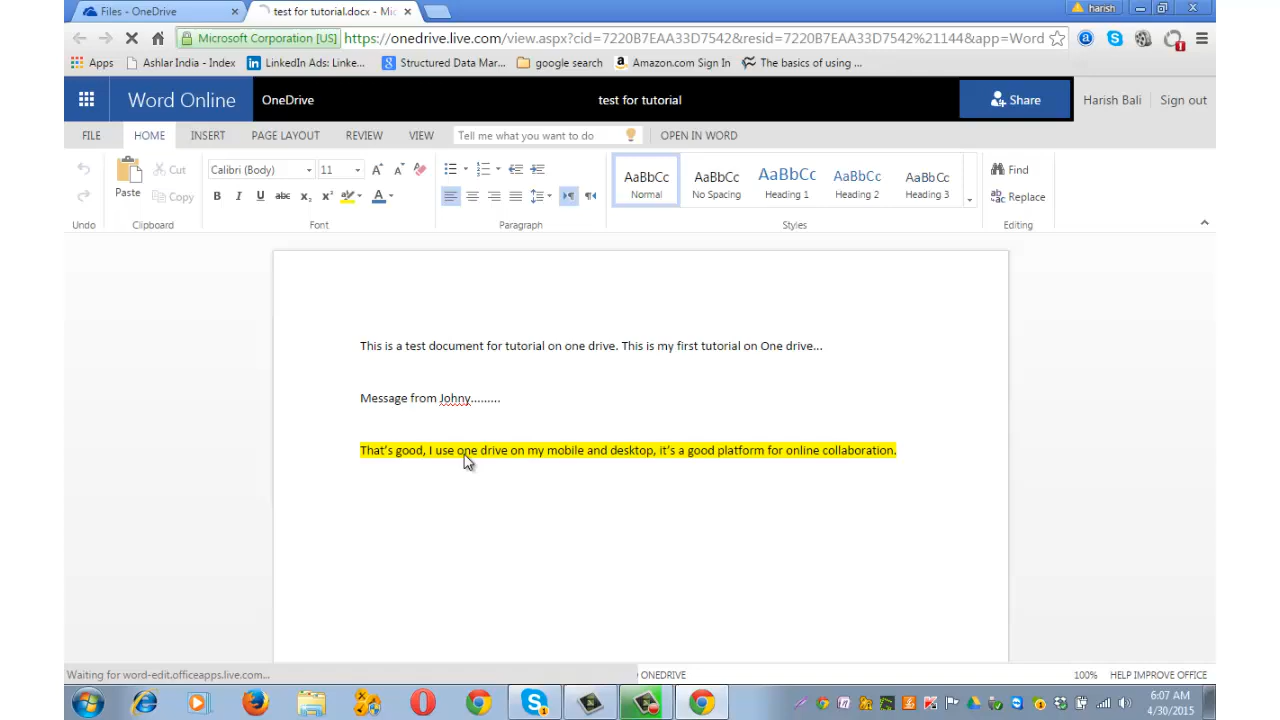 Files - OneDrive
test for tutorial.docx - Mic
harish
Microsoft Corporation [US]
https://onedrive.live.com/view.aspx?cid=7220B7EAA33D7542&resid=7220B7EAA33D7542%21144&app=Word
Apps
Ashlar India - Index
LinkedIn Ads: Linke...
Structured Data Mar...
google search
Amazon.com Sign In
The basics of using ...
Word Online
OneDrive
test for tutorial
Share
Harish Bali
Sign out
FILE
HOME
INSERT
PAGE LAYOUT
REVIEW
VIEW
Tell me what you want to do
OPEN IN WORD
Paste
Cut
Copy
Calibri (Body)
11
AaBbCc
Normal
AaBbCc
No Spacing
AaBbCc
Heading 1
AaBbCc
Heading 2
AaBbCc
Heading 3
Find
Replace
Undo
Clipboard
Font
Paragraph
Styles
Editing
This is a test document for tutorial on one drive. This is my first tutorial on One drive...
Message from Johny.........
That's good, I use one drive on my mobile and desktop, it's a good platform for online collaboration.
Waiting for word-edit.officeapps.live.com...
ONEDRIVE
100%
HELP IMPROVE OFFICE
6:07 AM
4/30/2015